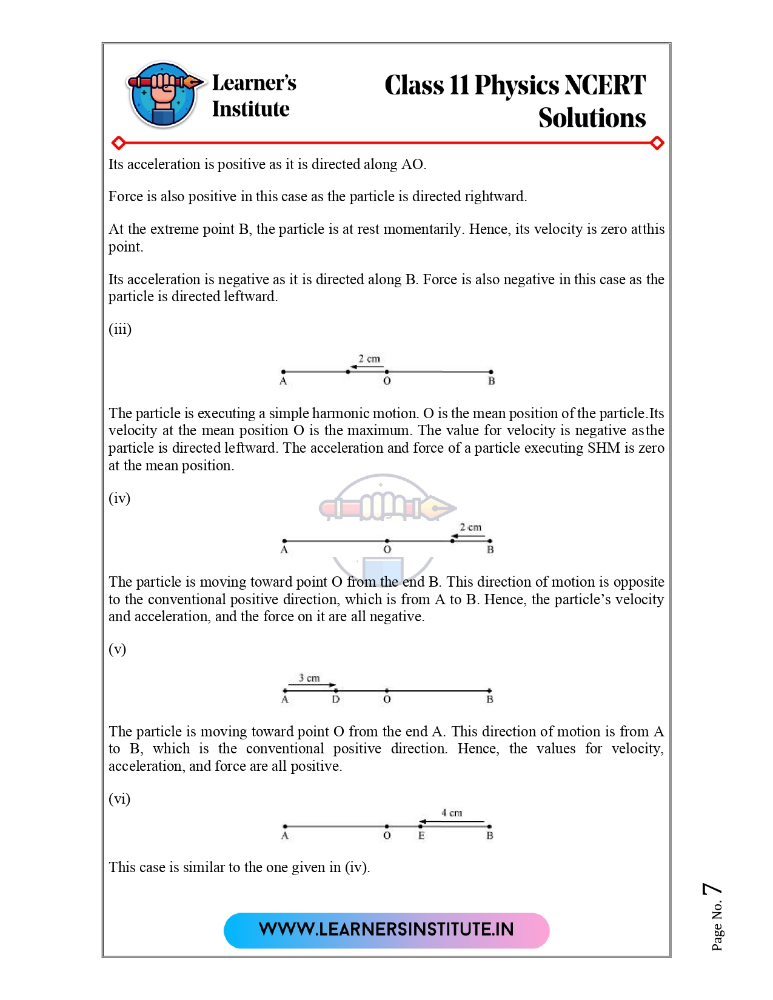 Learner's
Institute
Class 11 Physics NCERT
Solutions
Its acceleration is positive as it is directed along AO.
Force is also positive in this case as the particle is directed rightward.
At the extreme point B, the particle is at rest momentarily. Hence, its velocity is zero atthis
point.
Its acceleration is negative as it is directed along B. Force is also negative in this case as the
particle is directed leftward.
(iii)
2 cm
A O B
The particle is executing a simple harmonic motion. O is the mean position of the particle.Its
velocity at the mean position O is the maximum. The value for velocity is negative asthe
particle is directed leftward. The acceleration and force of a particle executing SHM is zero
at the mean position.
(iv)
2 cm
A O B
The particle is moving toward point O from the end B. This direction of motion is opposite
to the conventional positive direction, which is from A to B. Hence, the particle's velocity
and acceleration, and the force on it are all negative.
(v)
3 cm
A D O B
The particle is moving toward point O from the end A. This direction of motion is from A
to B, which is the conventional positive direction. Hence, the values for velocity,
acceleration, and force are all positive.
(vi)
4 cm
A O E B
This case is similar to the one given in (iv).
WWW.LEARNERSINSTITUTE.IN
Page No. 7